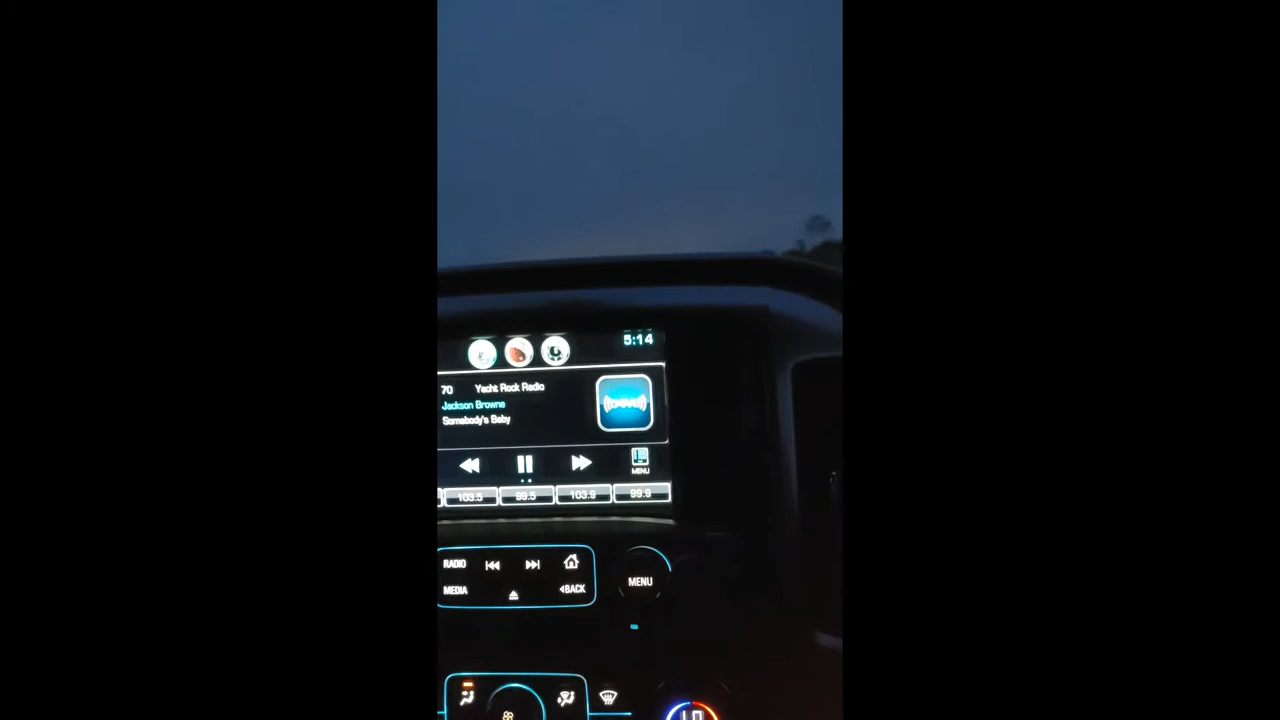 5:14
70 Yacht Rock Radio
Jackson Browne
Somebody's Baby
MENU
103.5 99.5 103.9 99.9
RADIO
MEDIA
◁BACK
MENU
LO